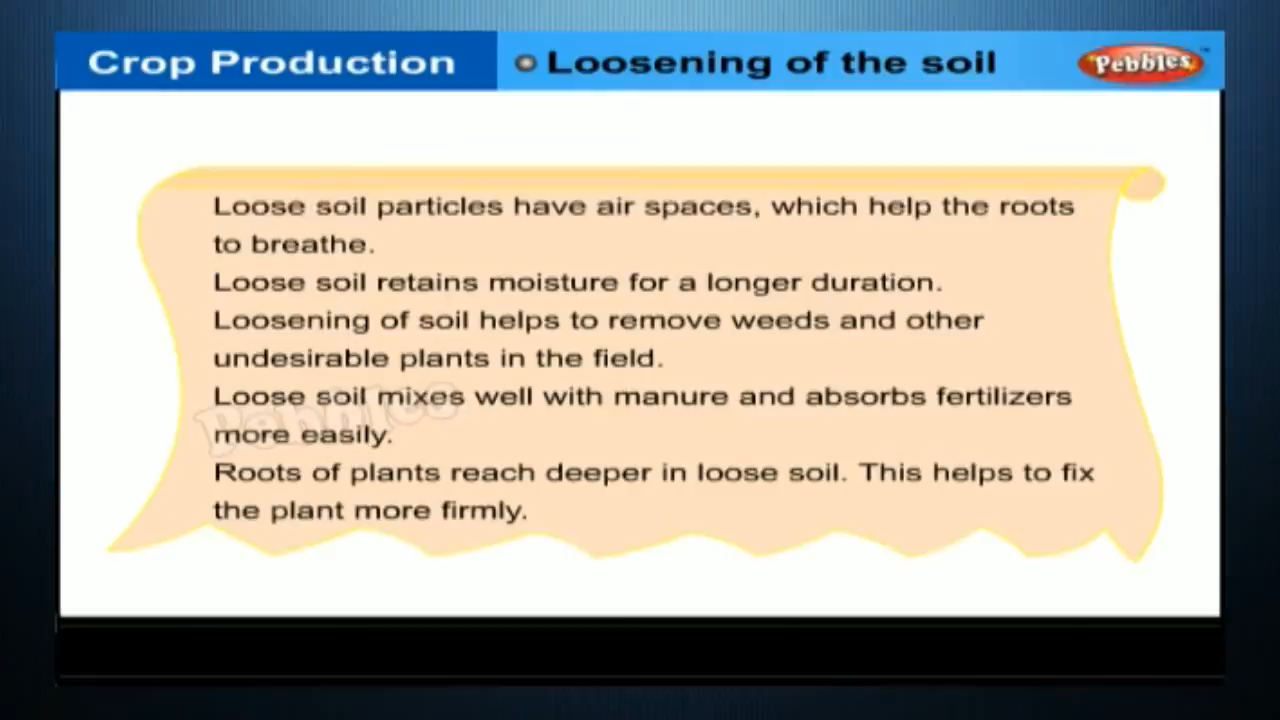 Crop Production
Loosening of the soil
Pebbles™
Loose soil particles have air spaces, which help the roots
to breathe.
Loose soil retains moisture for a longer duration.
Loosening of soil helps to remove weeds and other
undesirable plants in the field.
Loose soil mixes well with manure and absorbs fertilizers
more easily.
Pebbles
Roots of plants reach deeper in loose soil. This helps to fix
the plant more firmly.